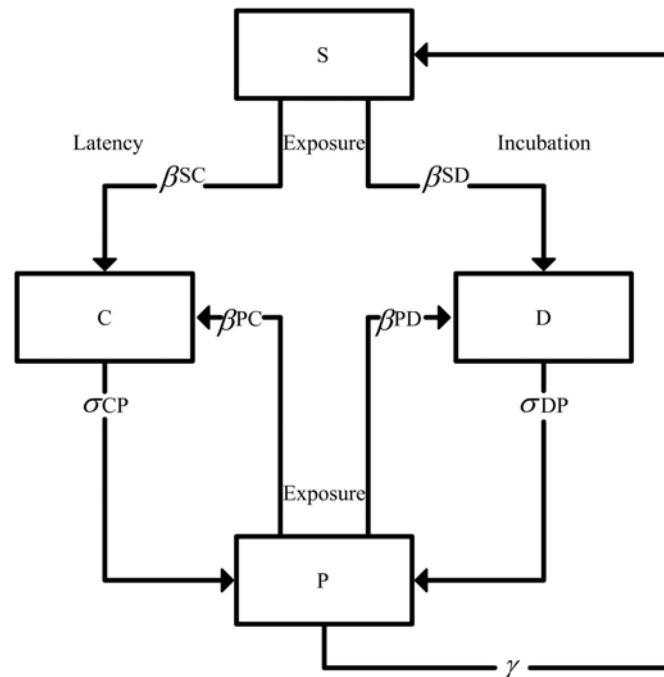 S
Latency
Exposure
Incubation
βSC
βSD
C
βPC
βPD
D
σCP
σDP
Exposure
P
γ